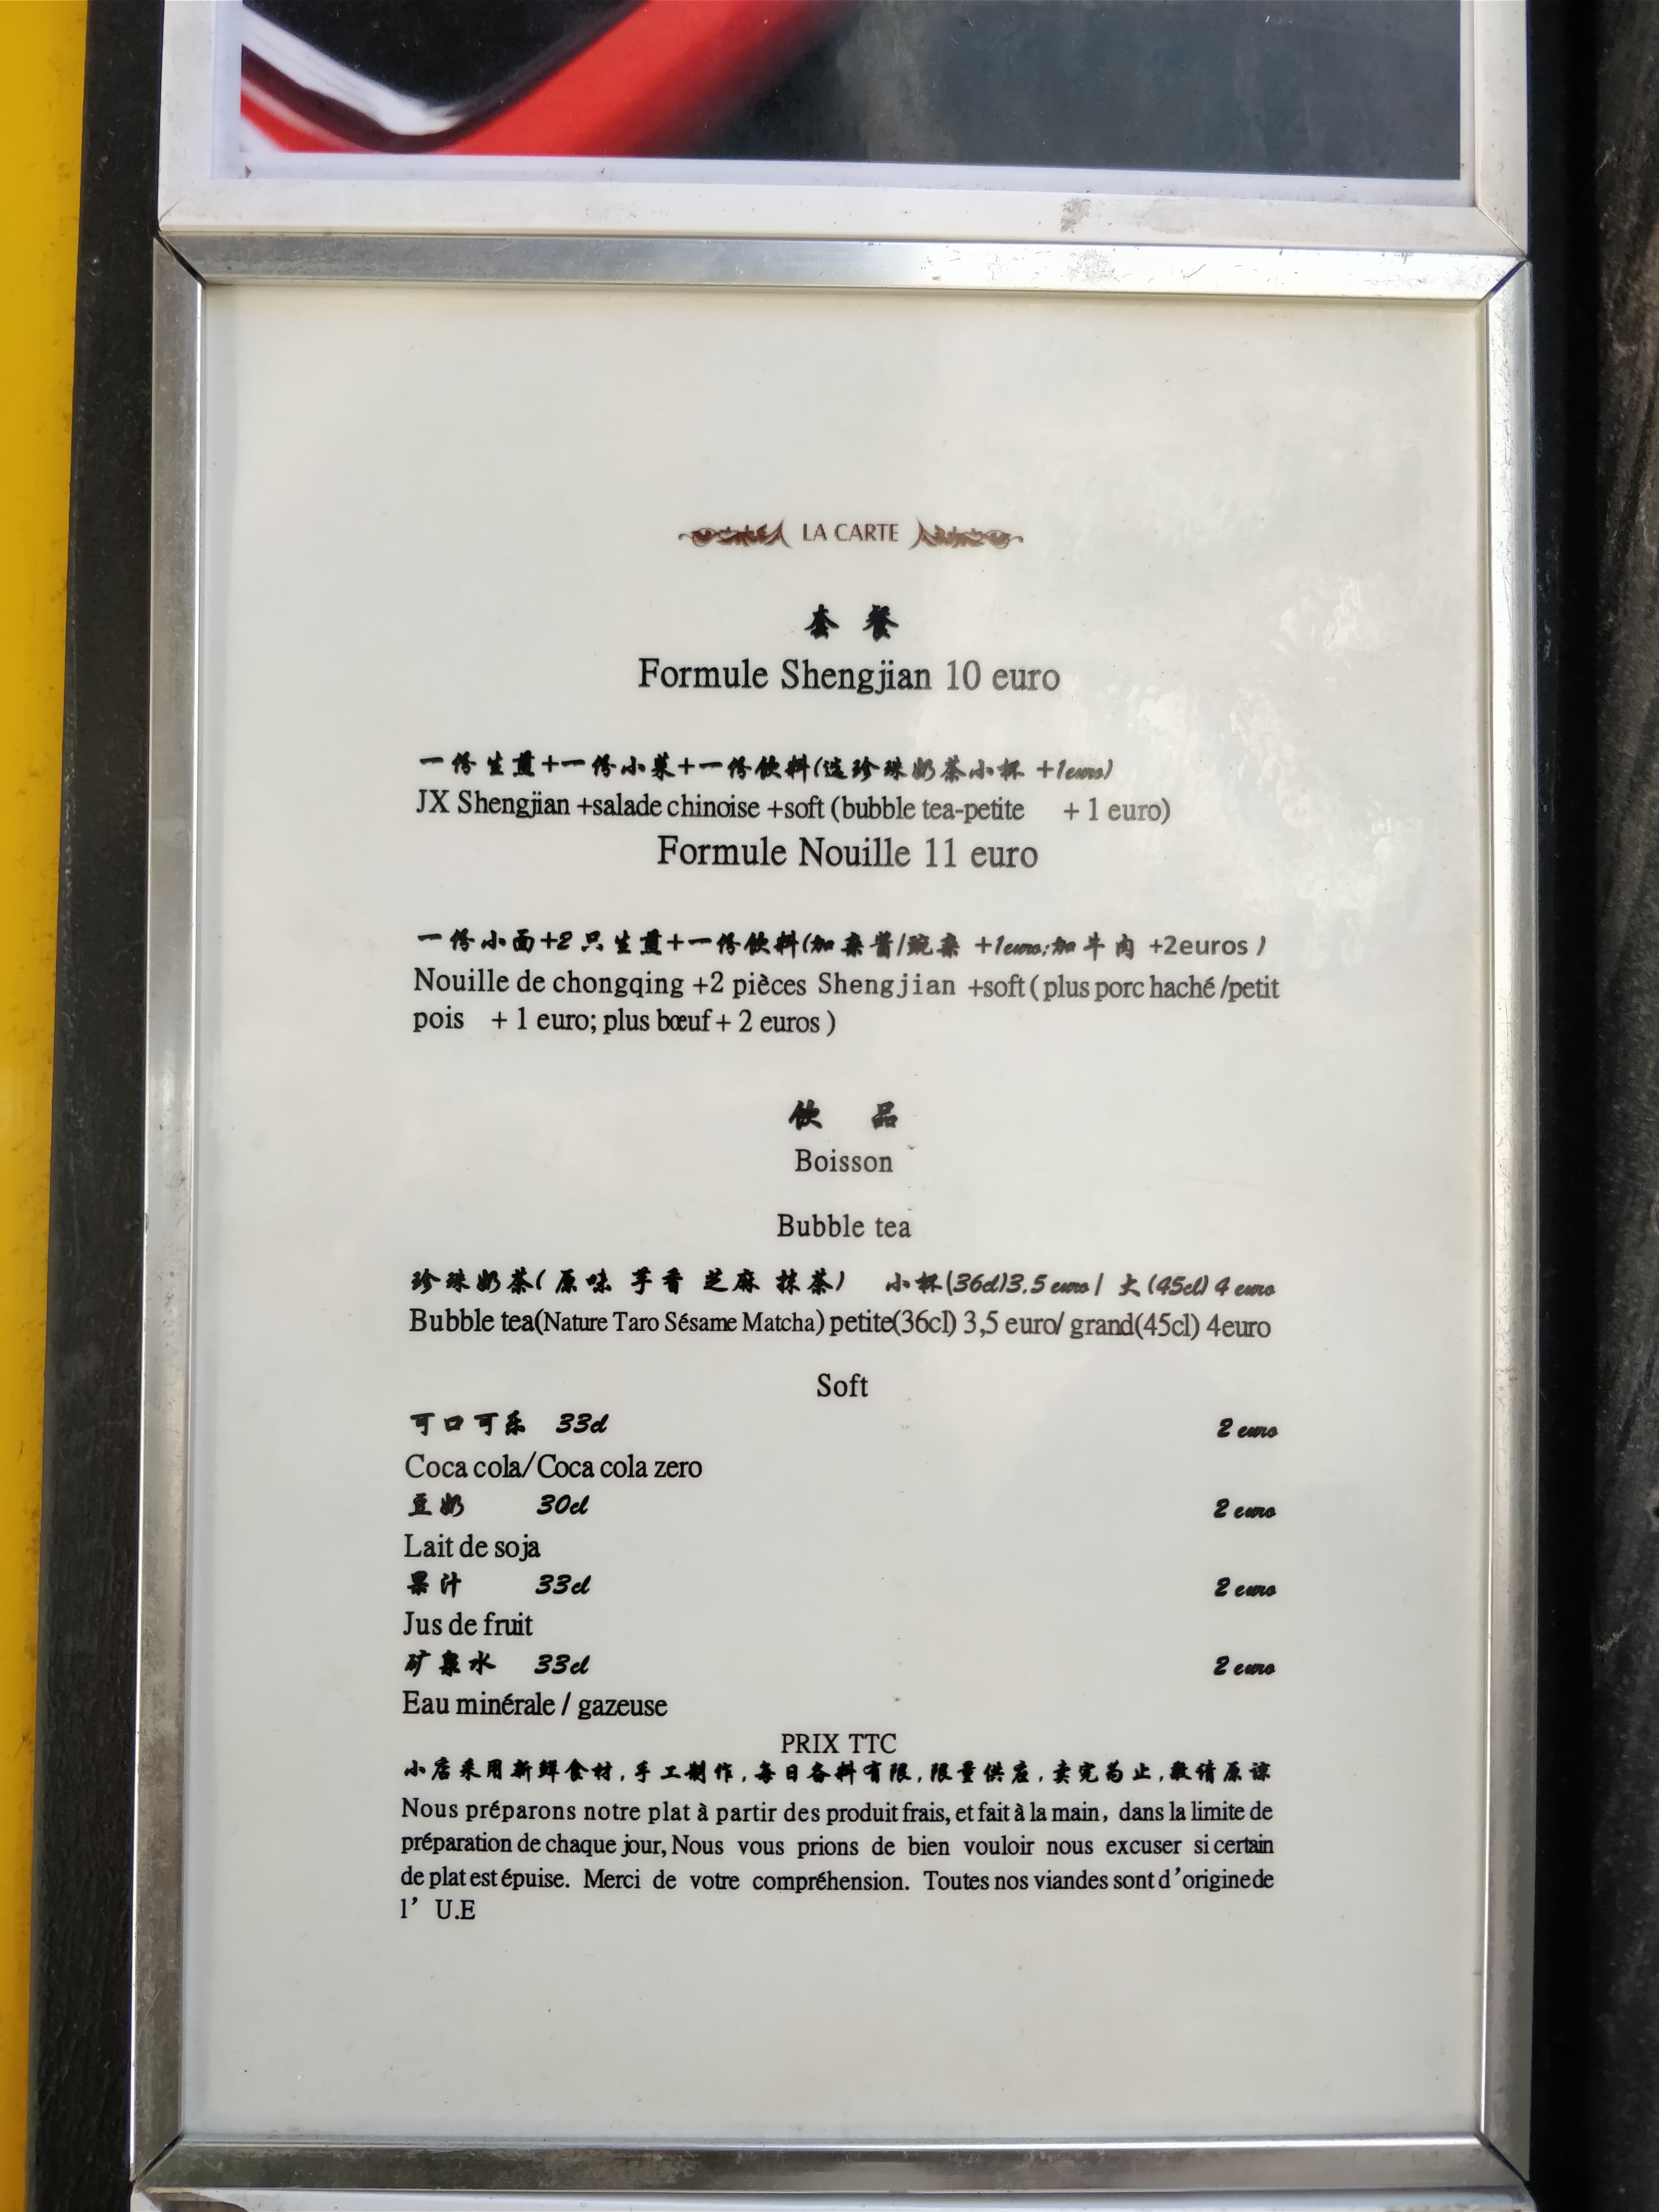 LA CARTE
套 餐
Formule Shengjian 10 euro
一份生煎+一份小菜+一份饮料(选珍珠奶茶小杯 +1euro)
JX Shengjian +salade chinoise +soft (bubble tea-petite + 1 euro)
Formule Nouille 11 euro
一份小面+2只生煎+一份饮料(加杂酱/豌杂 +1euro;加牛肉 +2euros )
Nouille de chongqing +2 pièces Shengjian +soft ( plus porc haché /petit
pois + 1 euro; plus bœuf + 2 euros )
饮 品
Boisson
Bubble tea
珍珠奶茶( 原味 芋香 芝麻 抹茶) 小杯(36cl)3.5 euro / 大 (45cl) 4 euro
Bubble tea(Nature Taro Sésame Matcha) petite(36cl) 3,5 euro/ grand(45cl) 4euro
Soft
可口可乐 33cl 2 euro
Coca cola/Coca cola zero
豆奶 30cl 2 euro
Lait de soja
果汁 33cl 2 euro
Jus de fruit
矿泉水 33cl 2 euro
Eau minérale / gazeuse
PRIX TTC
小店采用新鲜食材,手工制作,每日备料有限,限量供应,卖完为止,敬请原谅
Nous préparons notre plat à partir des produit frais, et fait à la main, dans la limite de
préparation de chaque jour, Nous vous prions de bien vouloir nous excuser si certain
de plat est épuise. Merci de votre compréhension. Toutes nos viandes sont d'origine de
l' U.E